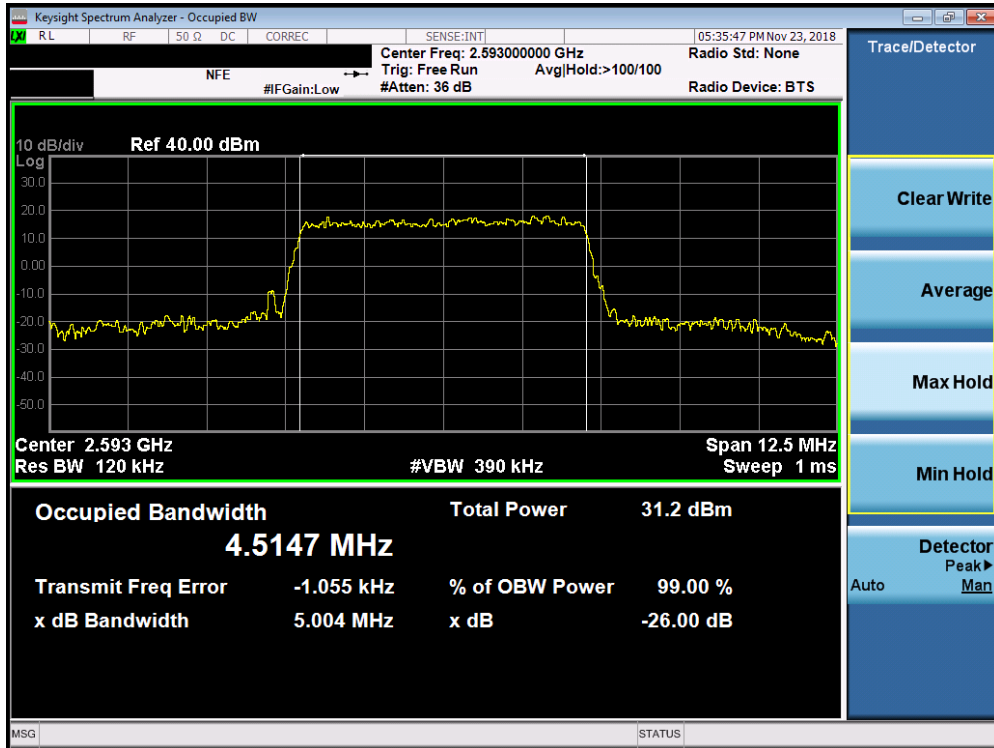 Keysight Spectrum Analyzer - Occupied BW
LXI RL RF 50 Ω DC CORREC SENSE:INT 05:35:47 PM Nov 23, 2018
Center Freq: 2.593000000 GHz Radio Std: None
NFE Trig: Free Run Avg|Hold:>100/100
#IFGain:Low #Atten: 36 dB Radio Device: BTS
Trace/Detector
10 dB/div Ref 40.00 dBm
Log
30.0
20.0
10.0
0.00
-10.0
-20.0
-30.0
-40.0
-50.0
Center 2.593 GHz Span 12.5 MHz
Res BW 120 kHz #VBW 390 kHz Sweep 1 ms
Occupied Bandwidth Total Power 31.2 dBm
4.5147 MHz
Transmit Freq Error -1.055 kHz % of OBW Power 99.00 %
x dB Bandwidth 5.004 MHz x dB -26.00 dB
Clear Write
Average
Max Hold
Min Hold
Detector
Peak▶
Auto Man
MSG STATUS